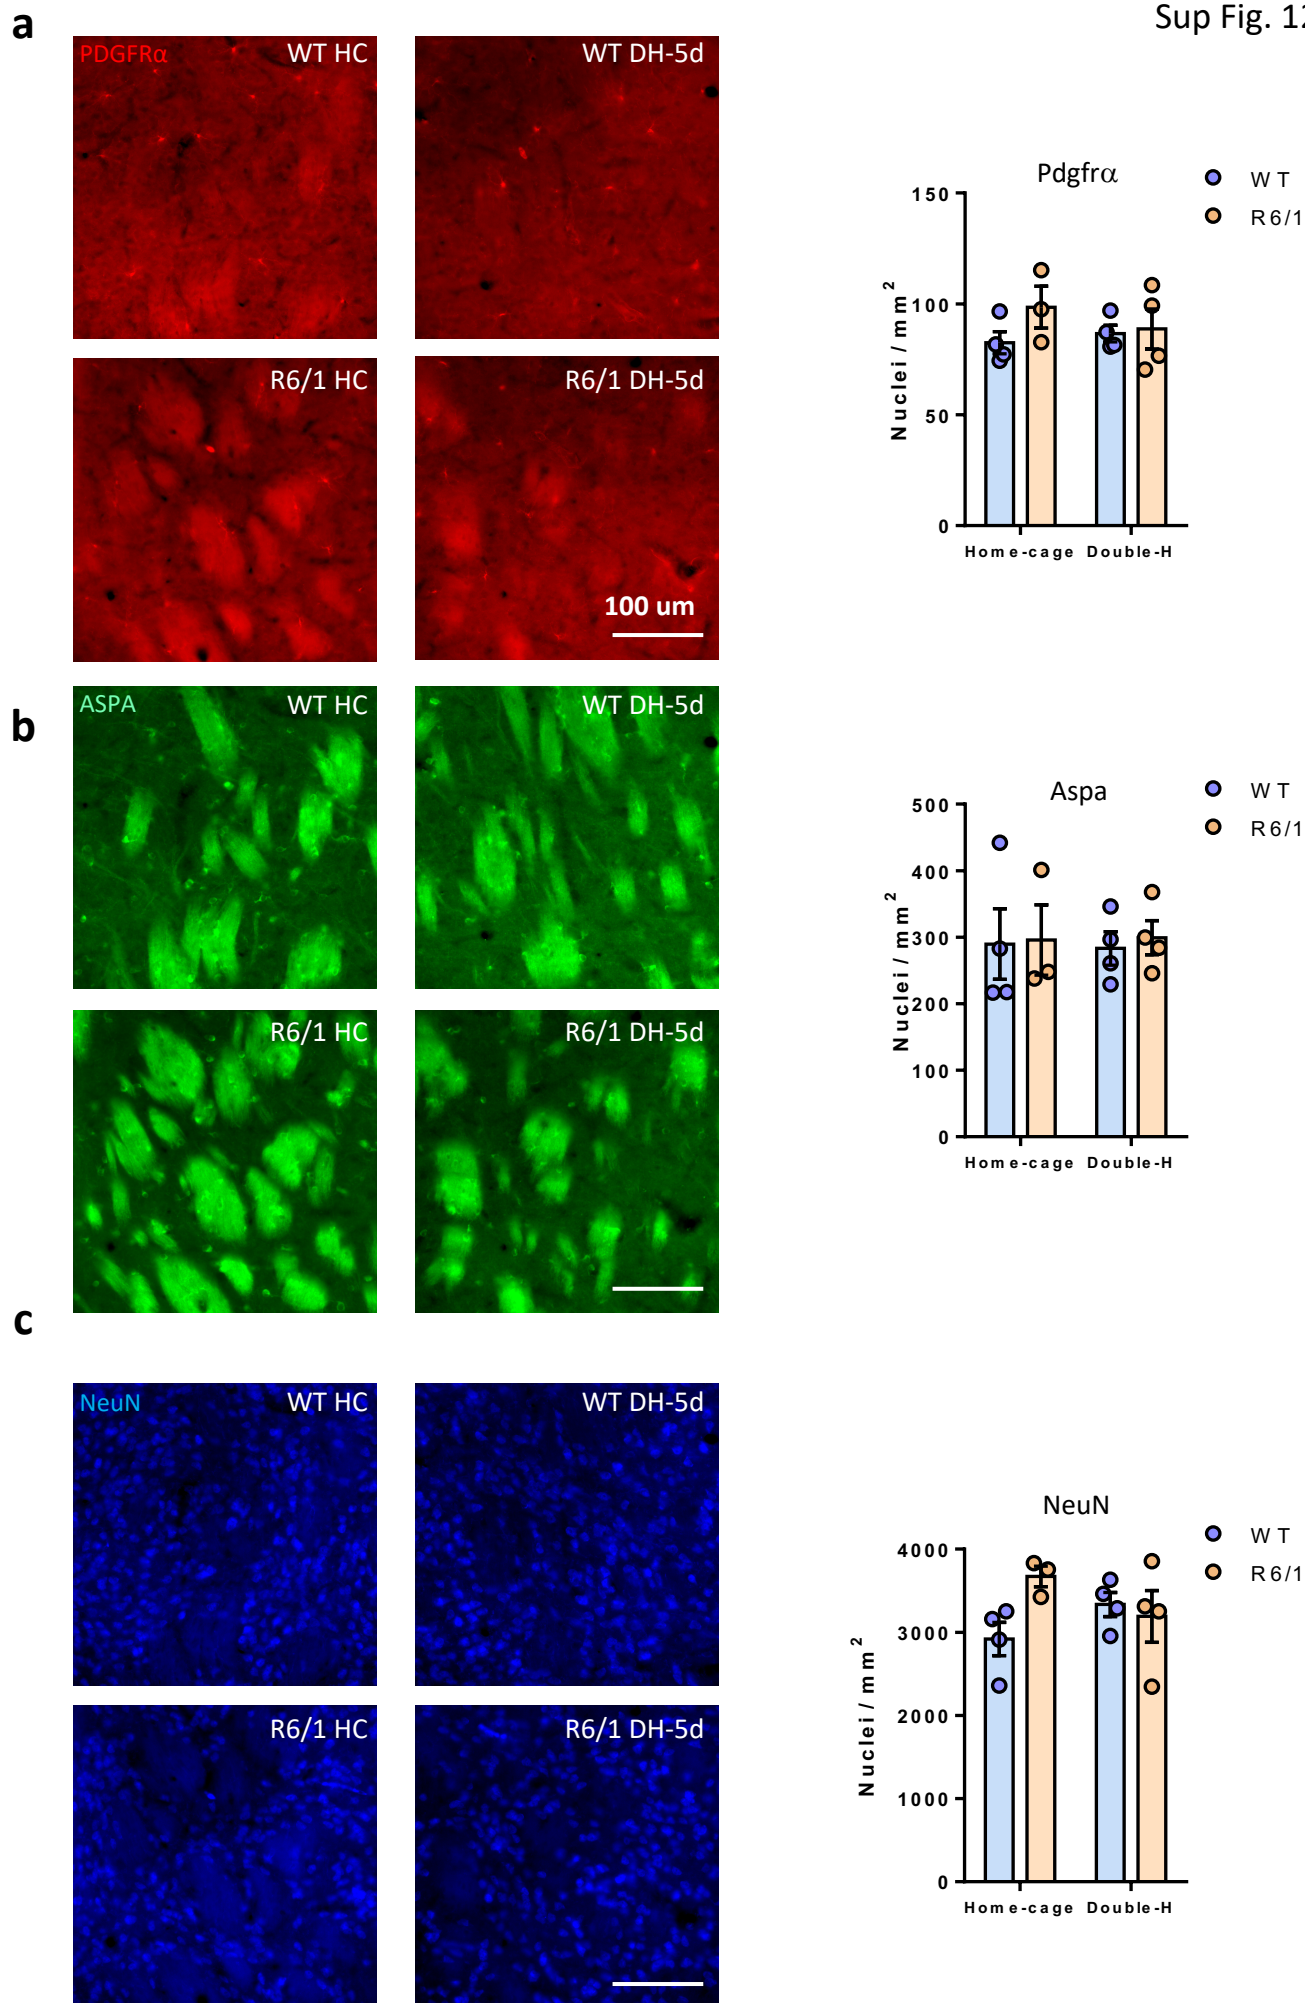 Sup Fig. 12
a
PDGFRα
WT HC
WT DH-5d
R6/1 HC
R6/1 DH-5d
100 um
Pdgfrα
WT
R6/1
150
100
50
0
Nuclei / mm²
Home-cage Double-H
b
ASPA
WT HC
WT DH-5d
R6/1 HC
R6/1 DH-5d
Aspa
WT
R6/1
500
400
300
200
100
0
Nuclei / mm²
Home-cage Double-H
c
NeuN
WT HC
WT DH-5d
R6/1 HC
R6/1 DH-5d
NeuN
WT
R6/1
4000
3000
2000
1000
0
Nuclei / mm²
Home-cage Double-H